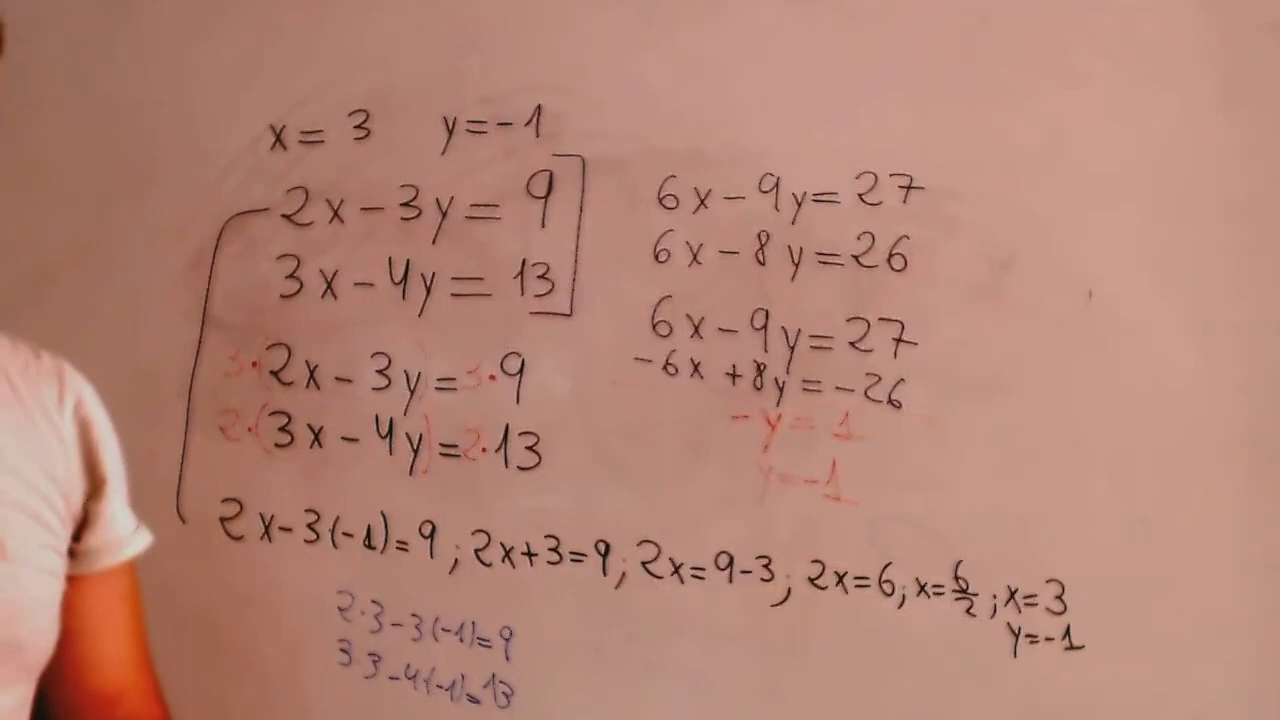 x = 3 y = -1
2x - 3y = 9
3x - 4y = 13
3·2x - 3y = 3·9
2·(3x - 4y) = 2·13
6x - 9y = 27
6x - 8y = 26
6x - 9y = 27
-6x + 8y = -26
-y = 1
y = -1
2x - 3(-1) = 9 ; 2x + 3 = 9 ; 2x = 9 - 3 ; 2x = 6 ; x = 6/2 ; x = 3
y = -1
2·3 - 3(-1) = 9
3 3 - 4(-1) = 13